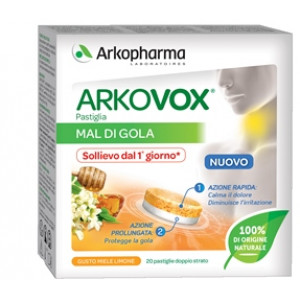 Arkopharma
LABORATOIRES
ARKOVOX®
Pastiglia
MAL DI GOLA
Sollievo dal 1° giorno*
NUOVO
1 AZIONE RAPIDA:
Calma il dolore
Diminuisce l'irritazione
AZIONE
PROLUNGATA: 2
Protegge la gola
100%
DI ORIGINE
NATURALE
GUSTO MIELE LIMONE
20 pastiglie doppio strato